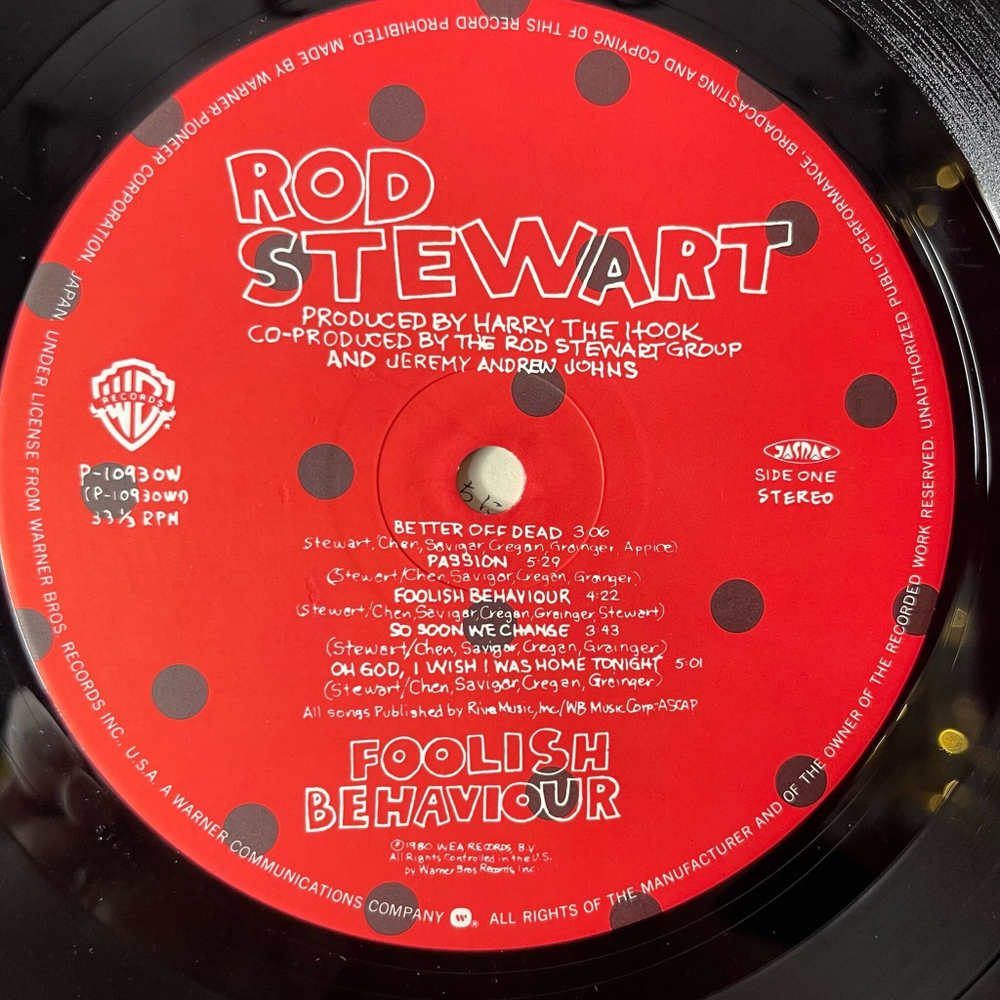 ROD
STEWART
PRODUCED BY HARRY THE HOOK
CO-PRODUCED BY THE ROD STEWART GROUP
AND JEREMY ANDREW JOHNS
RECORDS
P-10930W
(P-10930W1)
33 1/3 RPM
JASRAC
SIDE ONE
STEREO
BETTER OFF DEAD 3:06
Stewart, Chen, Savigar, Cregan, Grainger, Appice)
PASSION 5:29
(Stewart/Chen, Savigar, Cregan, Grainger)
FOOLISH BEHAVIOUR 4:22
(Stewart/Chen, Savigar, Cregan, Grainger, Stewart)
SO SOON WE CHANGE 3:43
(Stewart/Chen, Savigar, Cregan, Grainger)
OH GOD, I WISH I WAS HOME TONIGHT 5:01
(Stewart/Chen, Savigar, Cregan, Grainger)
All songs Published by Riva Music, Inc/WB Music Corp-ASCAP
FOOLISH
BEHAVIOUR
Ⓟ1980 WEA RECORDS, B.V.
All Rights Controlled in the U.S.
by Warner Bros Records, Inc.
MADE BY WARNER-PIONEER CORPORATION, JAPAN, UNDER LICENSE FROM WARNER BROS. RECORDS INC., U.S.A. A WARNER COMMUNICATIONS COMPANY ALL RIGHTS OF THE MANUFACTURER AND OF THE OWNER OF THE RECORDED WORK RESERVED. UNAUTHORIZED PUBLIC PERFORMANCE, BROADCASTING AND COPYING OF THIS RECORD PROHIBITED.